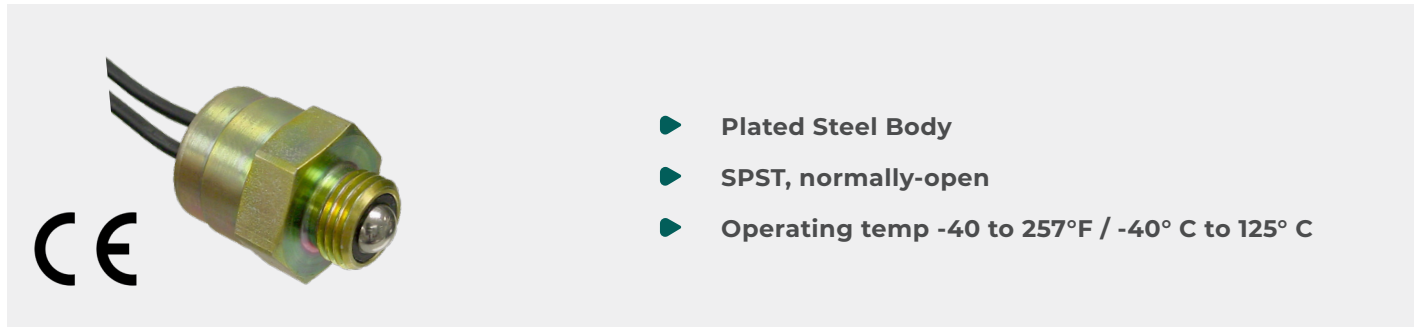 CE
Plated Steel Body
SPST, normally-open
Operating temp -40 to 257°F / -40° C to 125° C